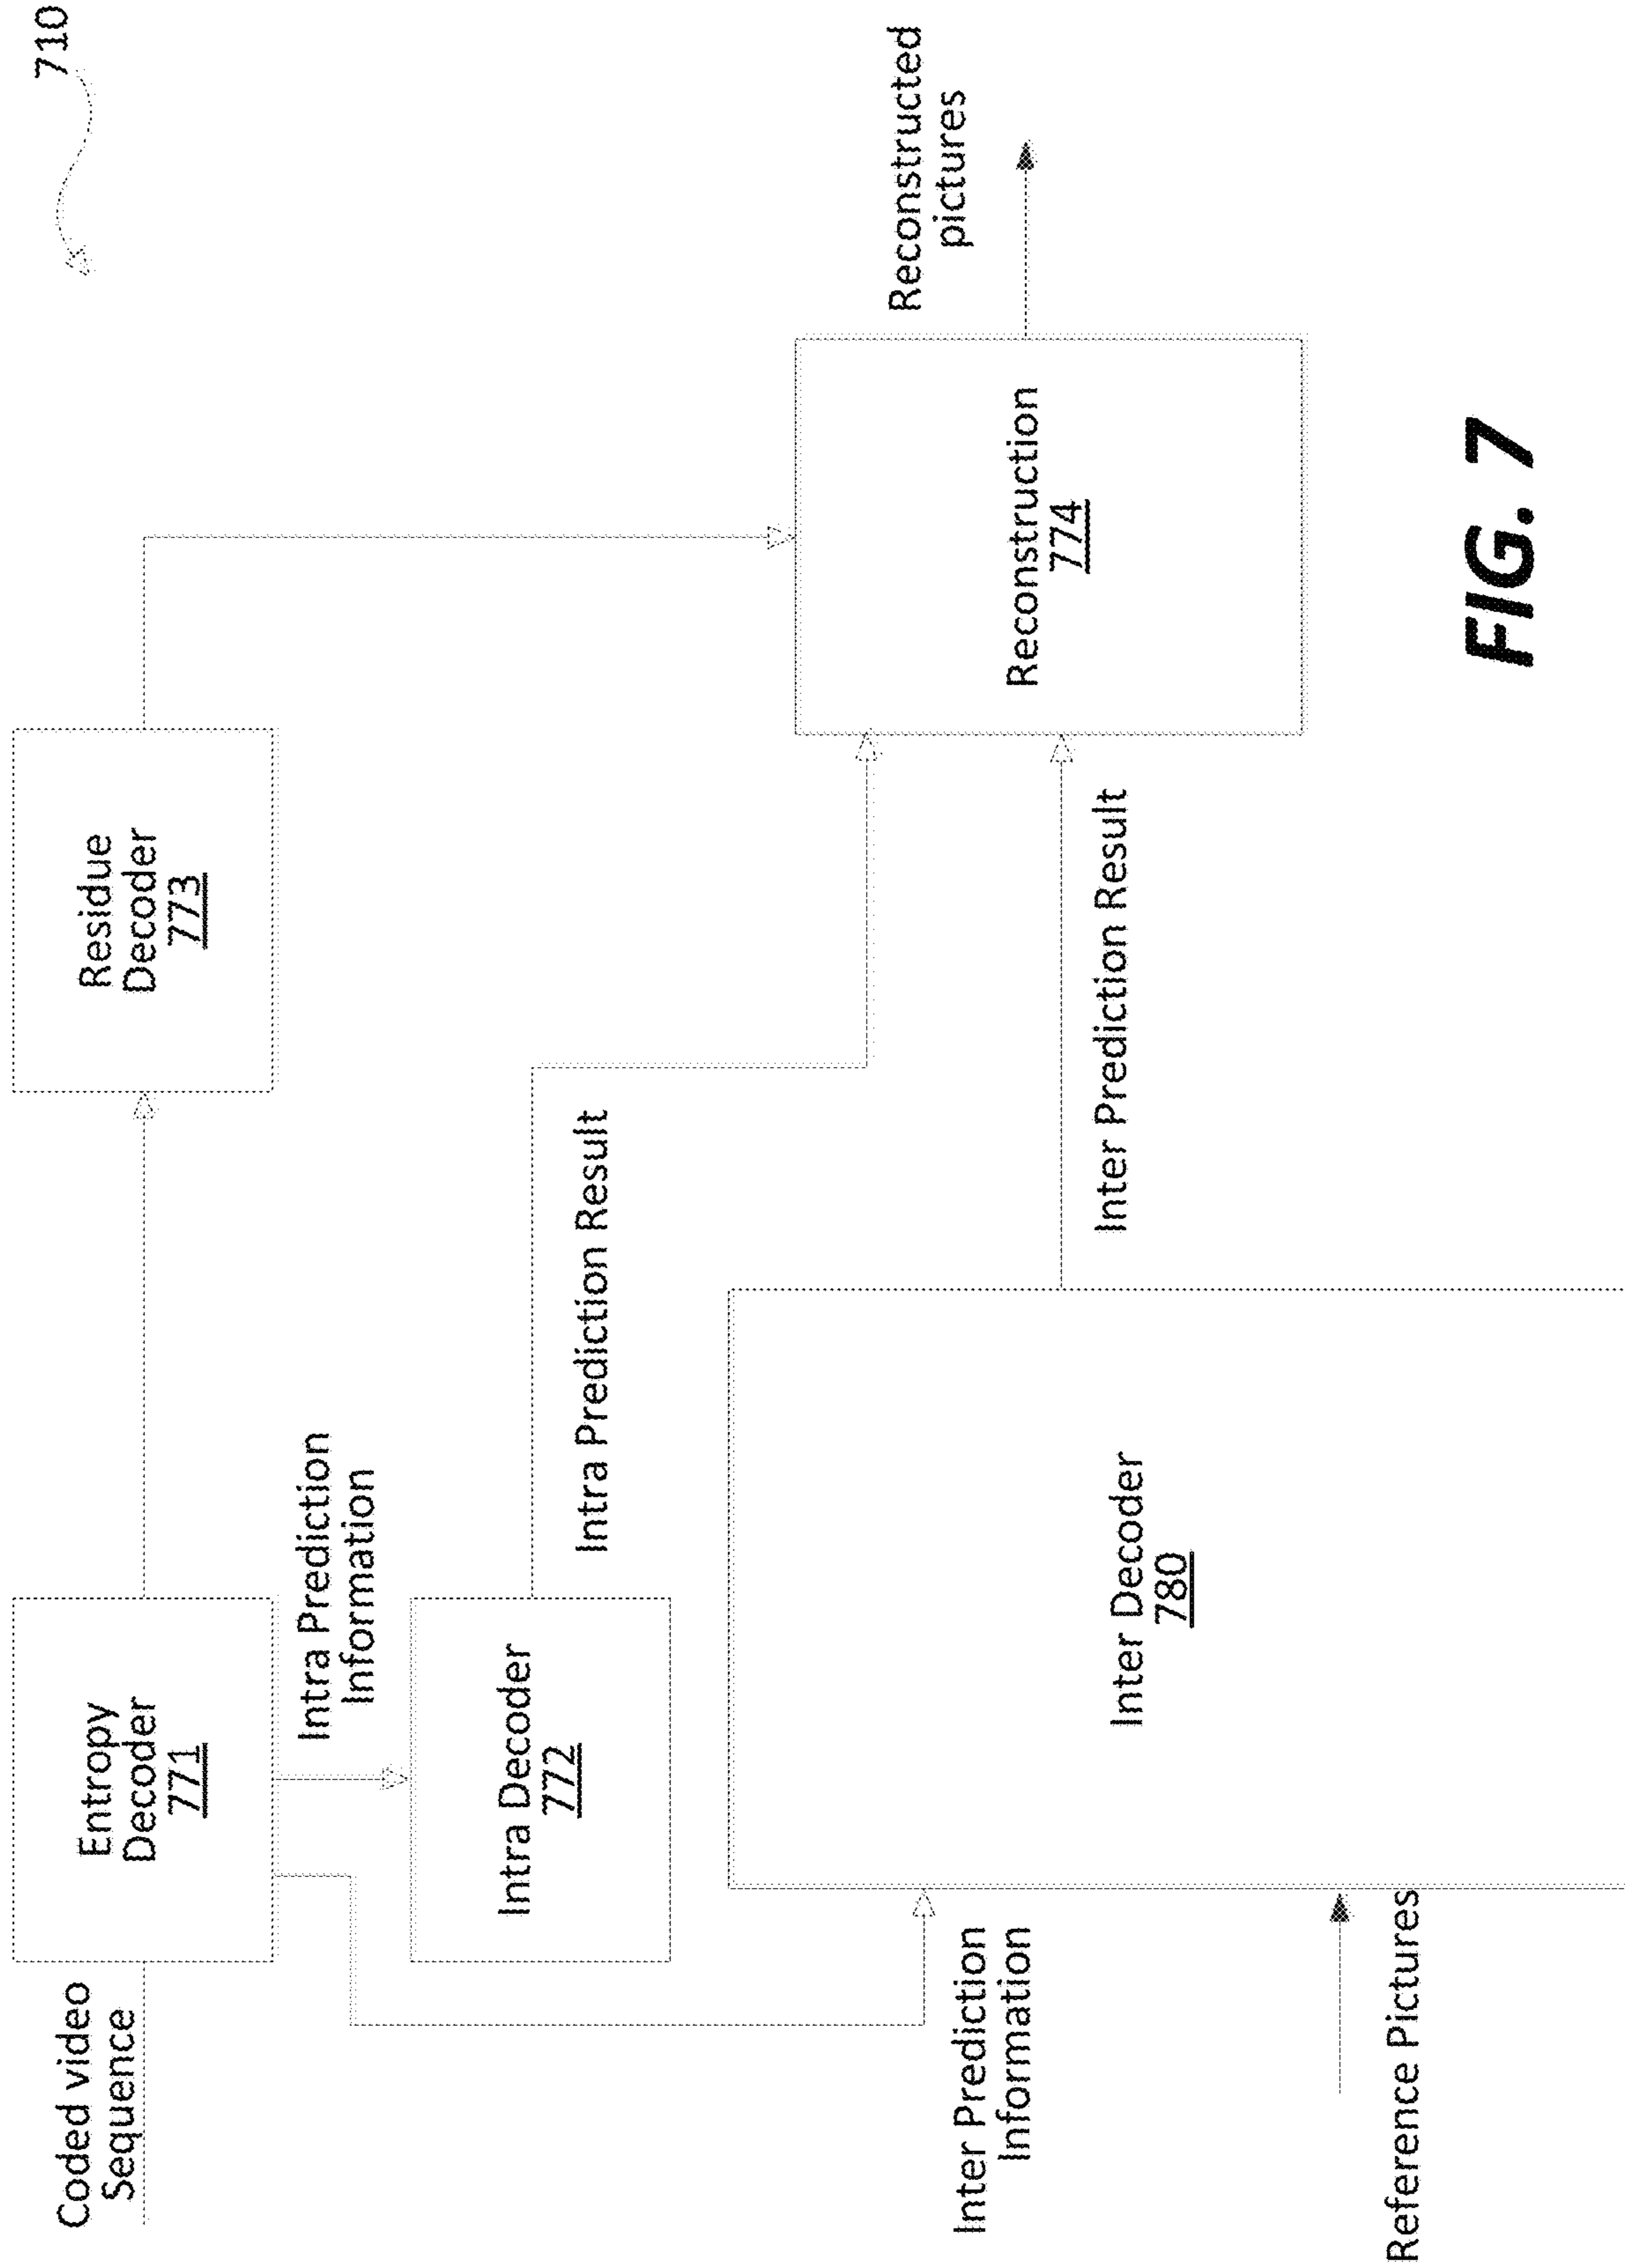 710
Coded video
Sequence
Entropy
Decoder
771
Residue
Decoder
773
Intra Prediction
Information
Intra Decoder
772
Intra Prediction Result
Reconstructed
pictures
Inter Prediction
Information
Inter Decoder
780
Inter Prediction Result
Reconstruction
774
Reference Pictures
FIG. 7